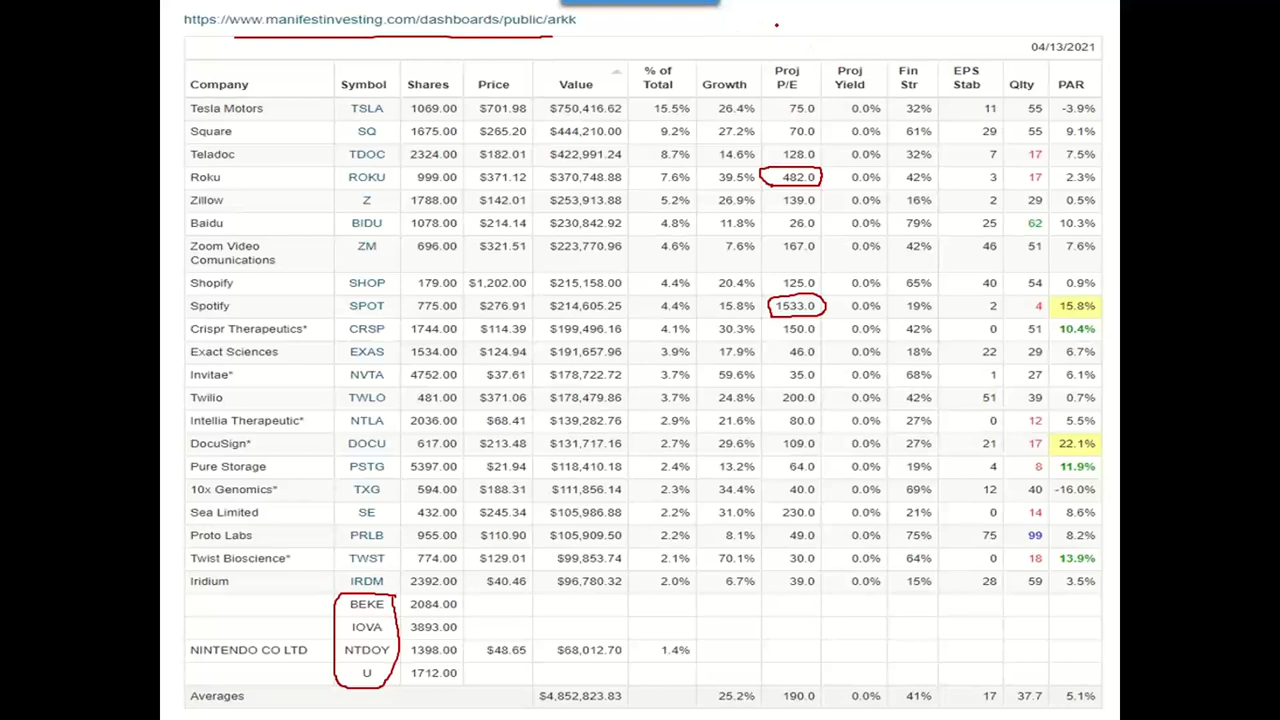 https://www.manifestinvesting.com/dashboards/public/arkk
04/13/2021
Company Symbol Shares Price Value % of Total Growth Proj P/E Proj Yield Fin Str EPS Stab Qlty PAR
Tesla Motors TSLA 1069.00 $701.98 $750,416.62 15.5% 26.4% 75.0 0.0% 32% 11 55 -3.9%
Square SQ 1675.00 $265.20 $444,210.00 9.2% 27.2% 70.0 0.0% 61% 29 55 9.1%
Teladoc TDOC 2324.00 $182.01 $422,991.24 8.7% 14.6% 128.0 0.0% 32% 7 17 7.5%
Roku ROKU 999.00 $371.12 $370,748.88 7.6% 39.5% 482.0 0.0% 42% 3 17 2.3%
Zillow Z 1788.00 $142.01 $253,913.88 5.2% 26.9% 139.0 0.0% 16% 2 29 0.5%
Baidu BIDU 1078.00 $214.14 $230,842.92 4.8% 11.8% 26.0 0.0% 79% 25 62 10.3%
Zoom Video Comunications ZM 696.00 $321.51 $223,770.96 4.6% 7.6% 167.0 0.0% 42% 46 51 7.6%
Shopify SHOP 179.00 $1,202.00 $215,158.00 4.4% 20.4% 125.0 0.0% 65% 40 54 0.9%
Spotify SPOT 775.00 $276.91 $214,605.25 4.4% 15.8% 1533.0 0.0% 19% 2 4 15.8%
Crispr Therapeutics* CRSP 1744.00 $114.39 $199,496.16 4.1% 30.3% 150.0 0.0% 42% 0 51 10.4%
Exact Sciences EXAS 1534.00 $124.94 $191,657.96 3.9% 17.9% 46.0 0.0% 18% 22 29 6.7%
Invitae* NVTA 4752.00 $37.61 $178,722.72 3.7% 59.6% 35.0 0.0% 68% 1 27 6.1%
Twilio TWLO 481.00 $371.06 $178,479.86 3.7% 24.8% 200.0 0.0% 42% 51 39 0.7%
Intellia Therapeutic* NTLA 2036.00 $68.41 $139,282.76 2.9% 21.6% 80.0 0.0% 27% 0 12 5.5%
DocuSign* DOCU 617.00 $213.48 $131,717.16 2.7% 29.6% 109.0 0.0% 27% 21 17 22.1%
Pure Storage PSTG 5397.00 $21.94 $118,410.18 2.4% 13.2% 64.0 0.0% 19% 4 8 11.9%
10x Genomics* TXG 594.00 $188.31 $111,856.14 2.3% 34.4% 40.0 0.0% 69% 12 40 -16.0%
Sea Limited SE 432.00 $245.34 $105,986.88 2.2% 31.0% 230.0 0.0% 21% 0 14 8.6%
Proto Labs PRLB 955.00 $110.90 $105,909.50 2.2% 8.1% 49.0 0.0% 75% 75 99 8.2%
Twist Bioscience* TWST 774.00 $129.01 $99,853.74 2.1% 70.1% 30.0 0.0% 64% 0 18 13.9%
Iridium IRDM 2392.00 $40.46 $96,780.32 2.0% 6.7% 39.0 0.0% 15% 28 59 3.5%
BEKE 2084.00
IOVA 3893.00
NINTENDO CO LTD NTDOY 1398.00 $48.65 $68,012.70 1.4%
U 1712.00
Averages $4,852,823.83 25.2% 190.0 0.0% 41% 17 37.7 5.1%